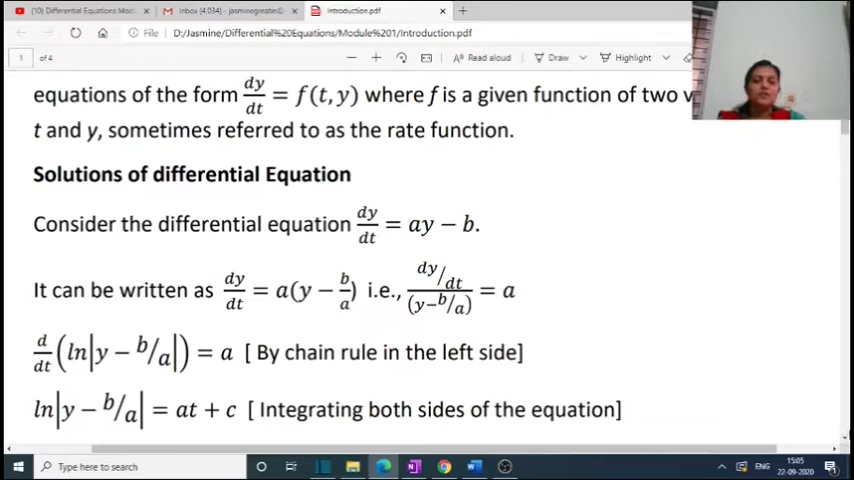 (10) Differential Equations Mod
Inbox (4,034) - jasminegreatin@
Introduction.pdf
File D:/Jasmine/Differential%20Equations/Module%201/Introduction.pdf
1 of 4 Read aloud Draw Highlight
equations of the form dy/dt = f(t, y) where f is a given function of two v
t and y, sometimes referred to as the rate function.
Solutions of differential Equation
Consider the differential equation dy/dt = ay − b.
It can be written as dy/dt = a(y − b/a) i.e., (dy/dt)/(y−b/a) = a
d/dt (ln|y − b/a|) = a [ By chain rule in the left side]
ln|y − b/a| = at + c [ Integrating both sides of the equation]
Type here to search
ENG
15:05
22-09-2020